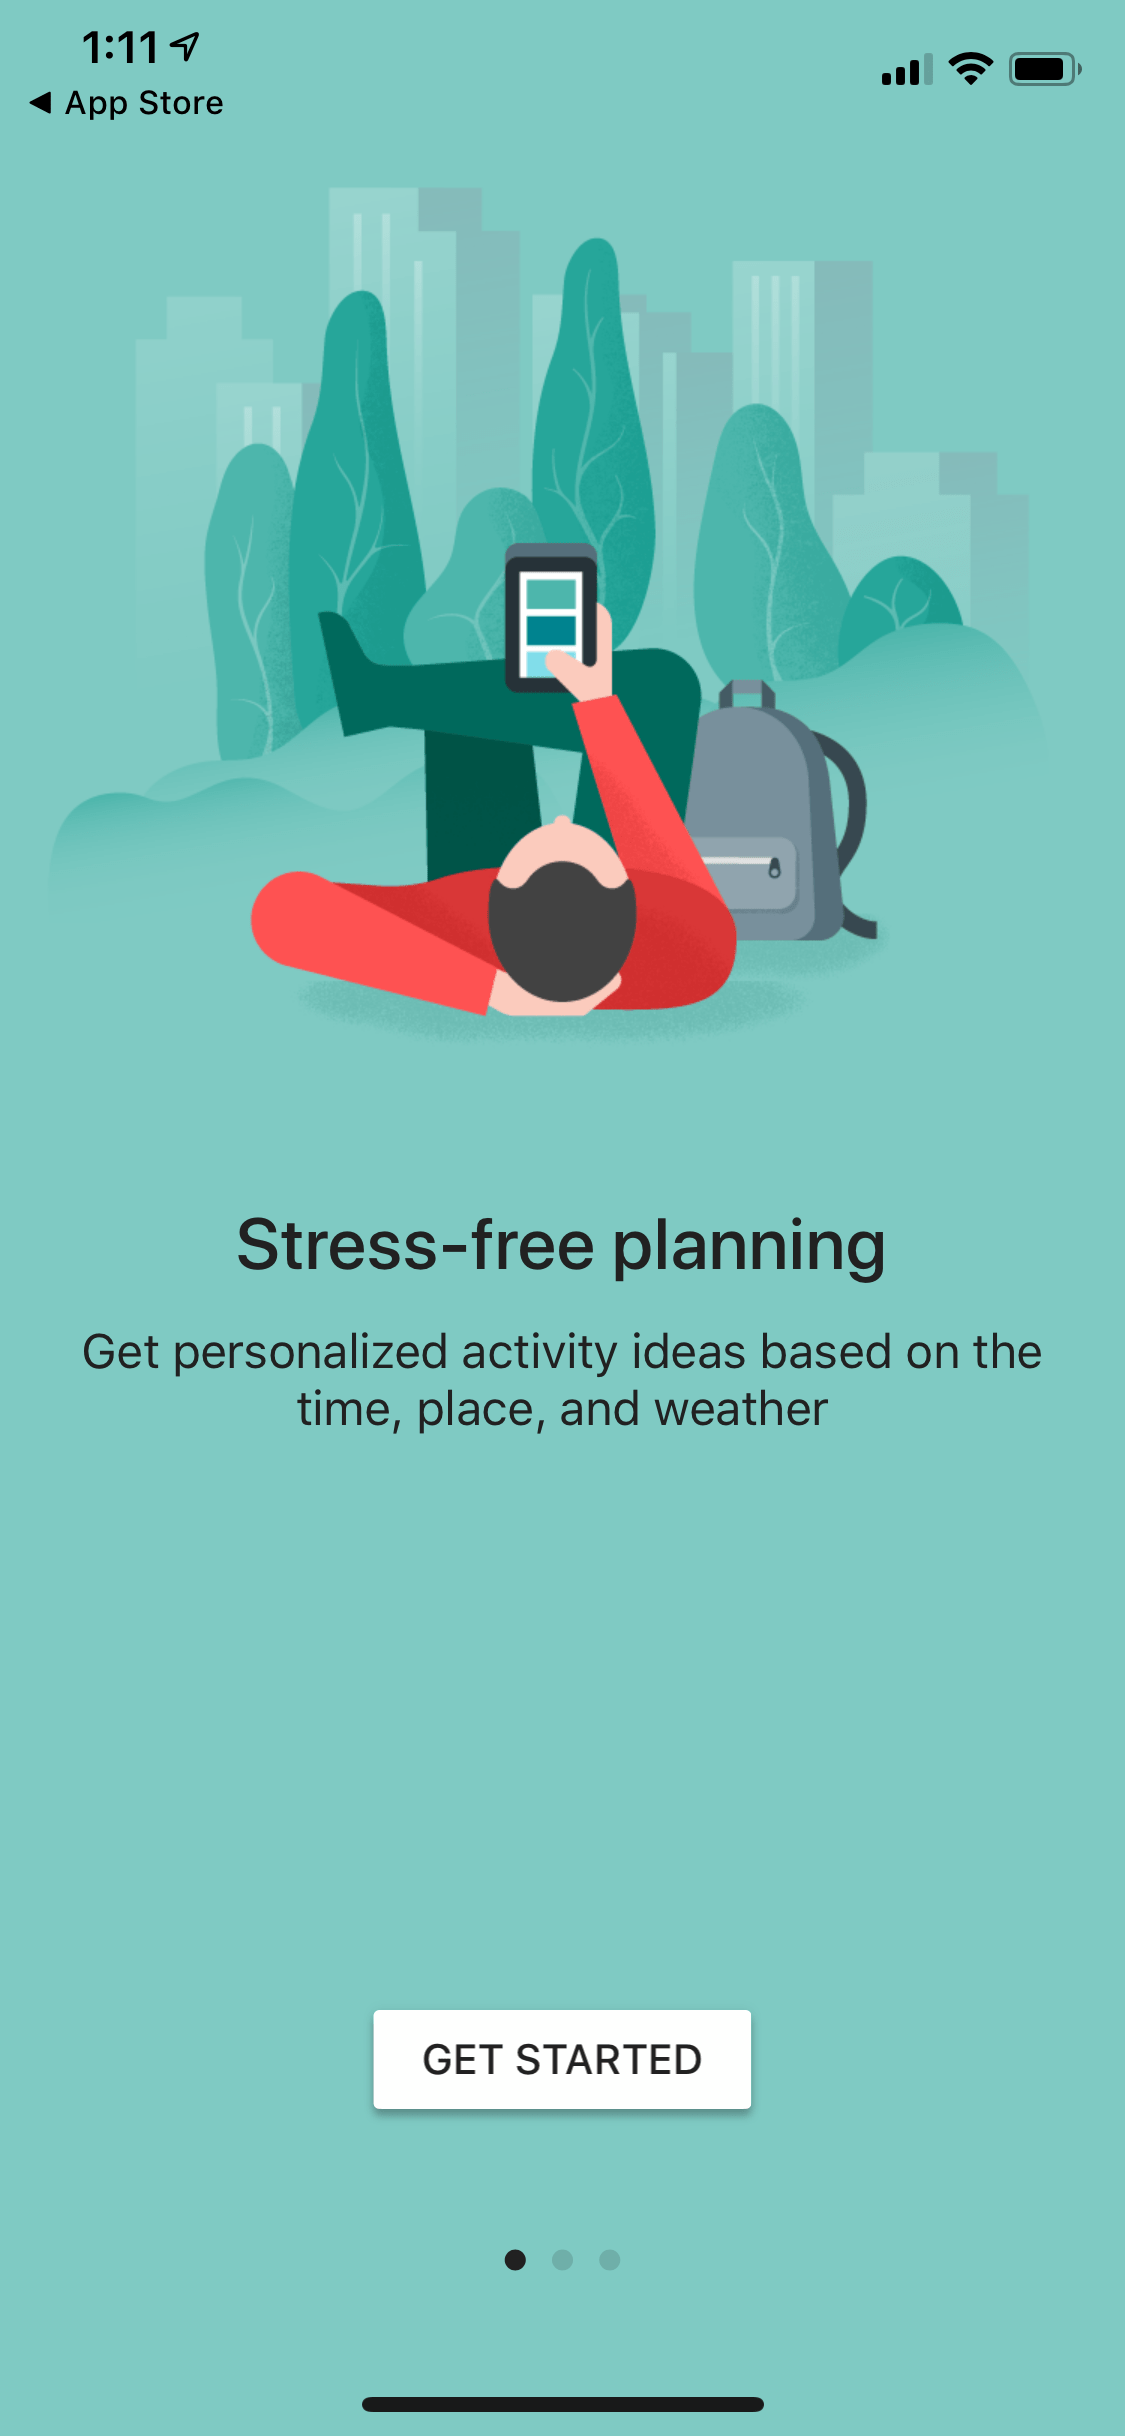 1:11
◀ App Store
Stress-free planning
Get personalized activity ideas based on the
time, place, and weather
GET STARTED